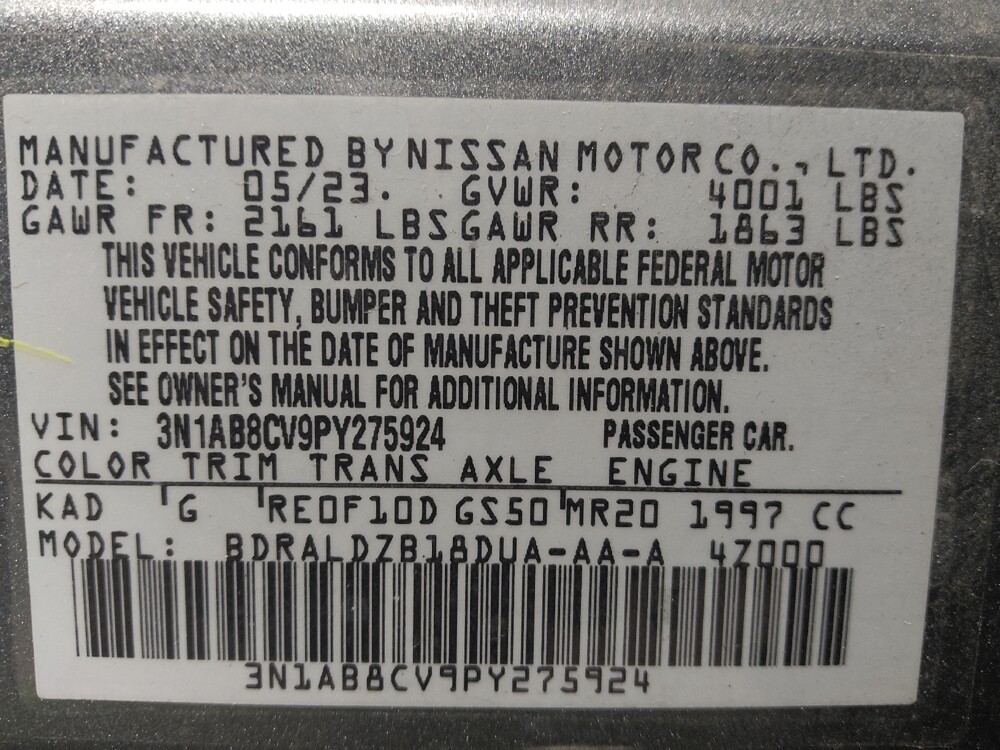 MANUFACTURED BY NISSAN MOTOR CO., LTD.
DATE: 05/23. GVWR: 4001 LBS
GAWR FR: 2161 LBS GAWR RR: 1863 LBS
THIS VEHICLE CONFORMS TO ALL APPLICABLE FEDERAL MOTOR
VEHICLE SAFETY, BUMPER AND THEFT PREVENTION STANDARDS
IN EFFECT ON THE DATE OF MANUFACTURE SHOWN ABOVE.
SEE OWNER'S MANUAL FOR ADDITIONAL INFORMATION.
VIN: 3N1AB8CV9PY275924 PASSENGER CAR.
COLOR TRIM TRANS AXLE ENGINE
KAD G RE0F10D GS50 MR20 1997 CC
MODEL: BDRALDZB18DUA-AA-A 4Z000
3N1AB8CV9PY275924